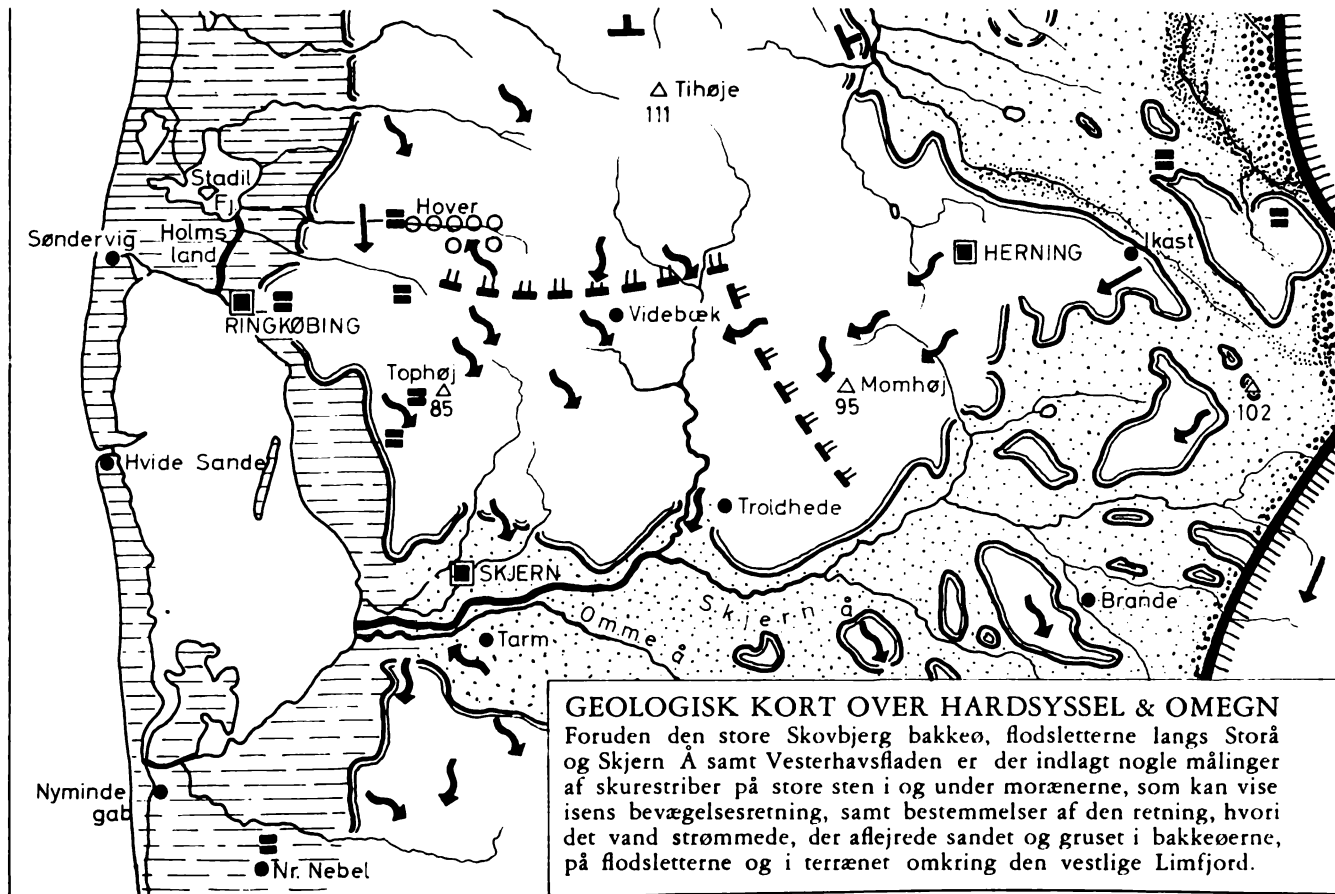 Tihøje
111
Stadil
Fj.
Hover
Søndervig
Holms
land
HERNING
Ikast
RINGKØBING
Videbæk
Tophøj
85
Momhøj
95
102
Hvide Sande
Troldhede
SKJERN
Skjern å
Omme å
Brande
Tarm
Nyminde
gab
Nr. Nebel
GEOLOGISK KORT OVER HARDSYSSEL & OMEGN
Foruden den store Skovbjerg bakkeø, flodsletterne langs Storå
og Skjern Å samt Vesterhavsfladen er der indlagt nogle målinger
af skurestriber på store sten i og under morænerne, som kan vise
isens bevægelsesretning, samt bestemmelser af den retning, hvori
det vand strømmede, der aflejrede sandet og gruset i bakkeøerne,
på flodsletterne og i terrænet omkring den vestlige Limfjord.